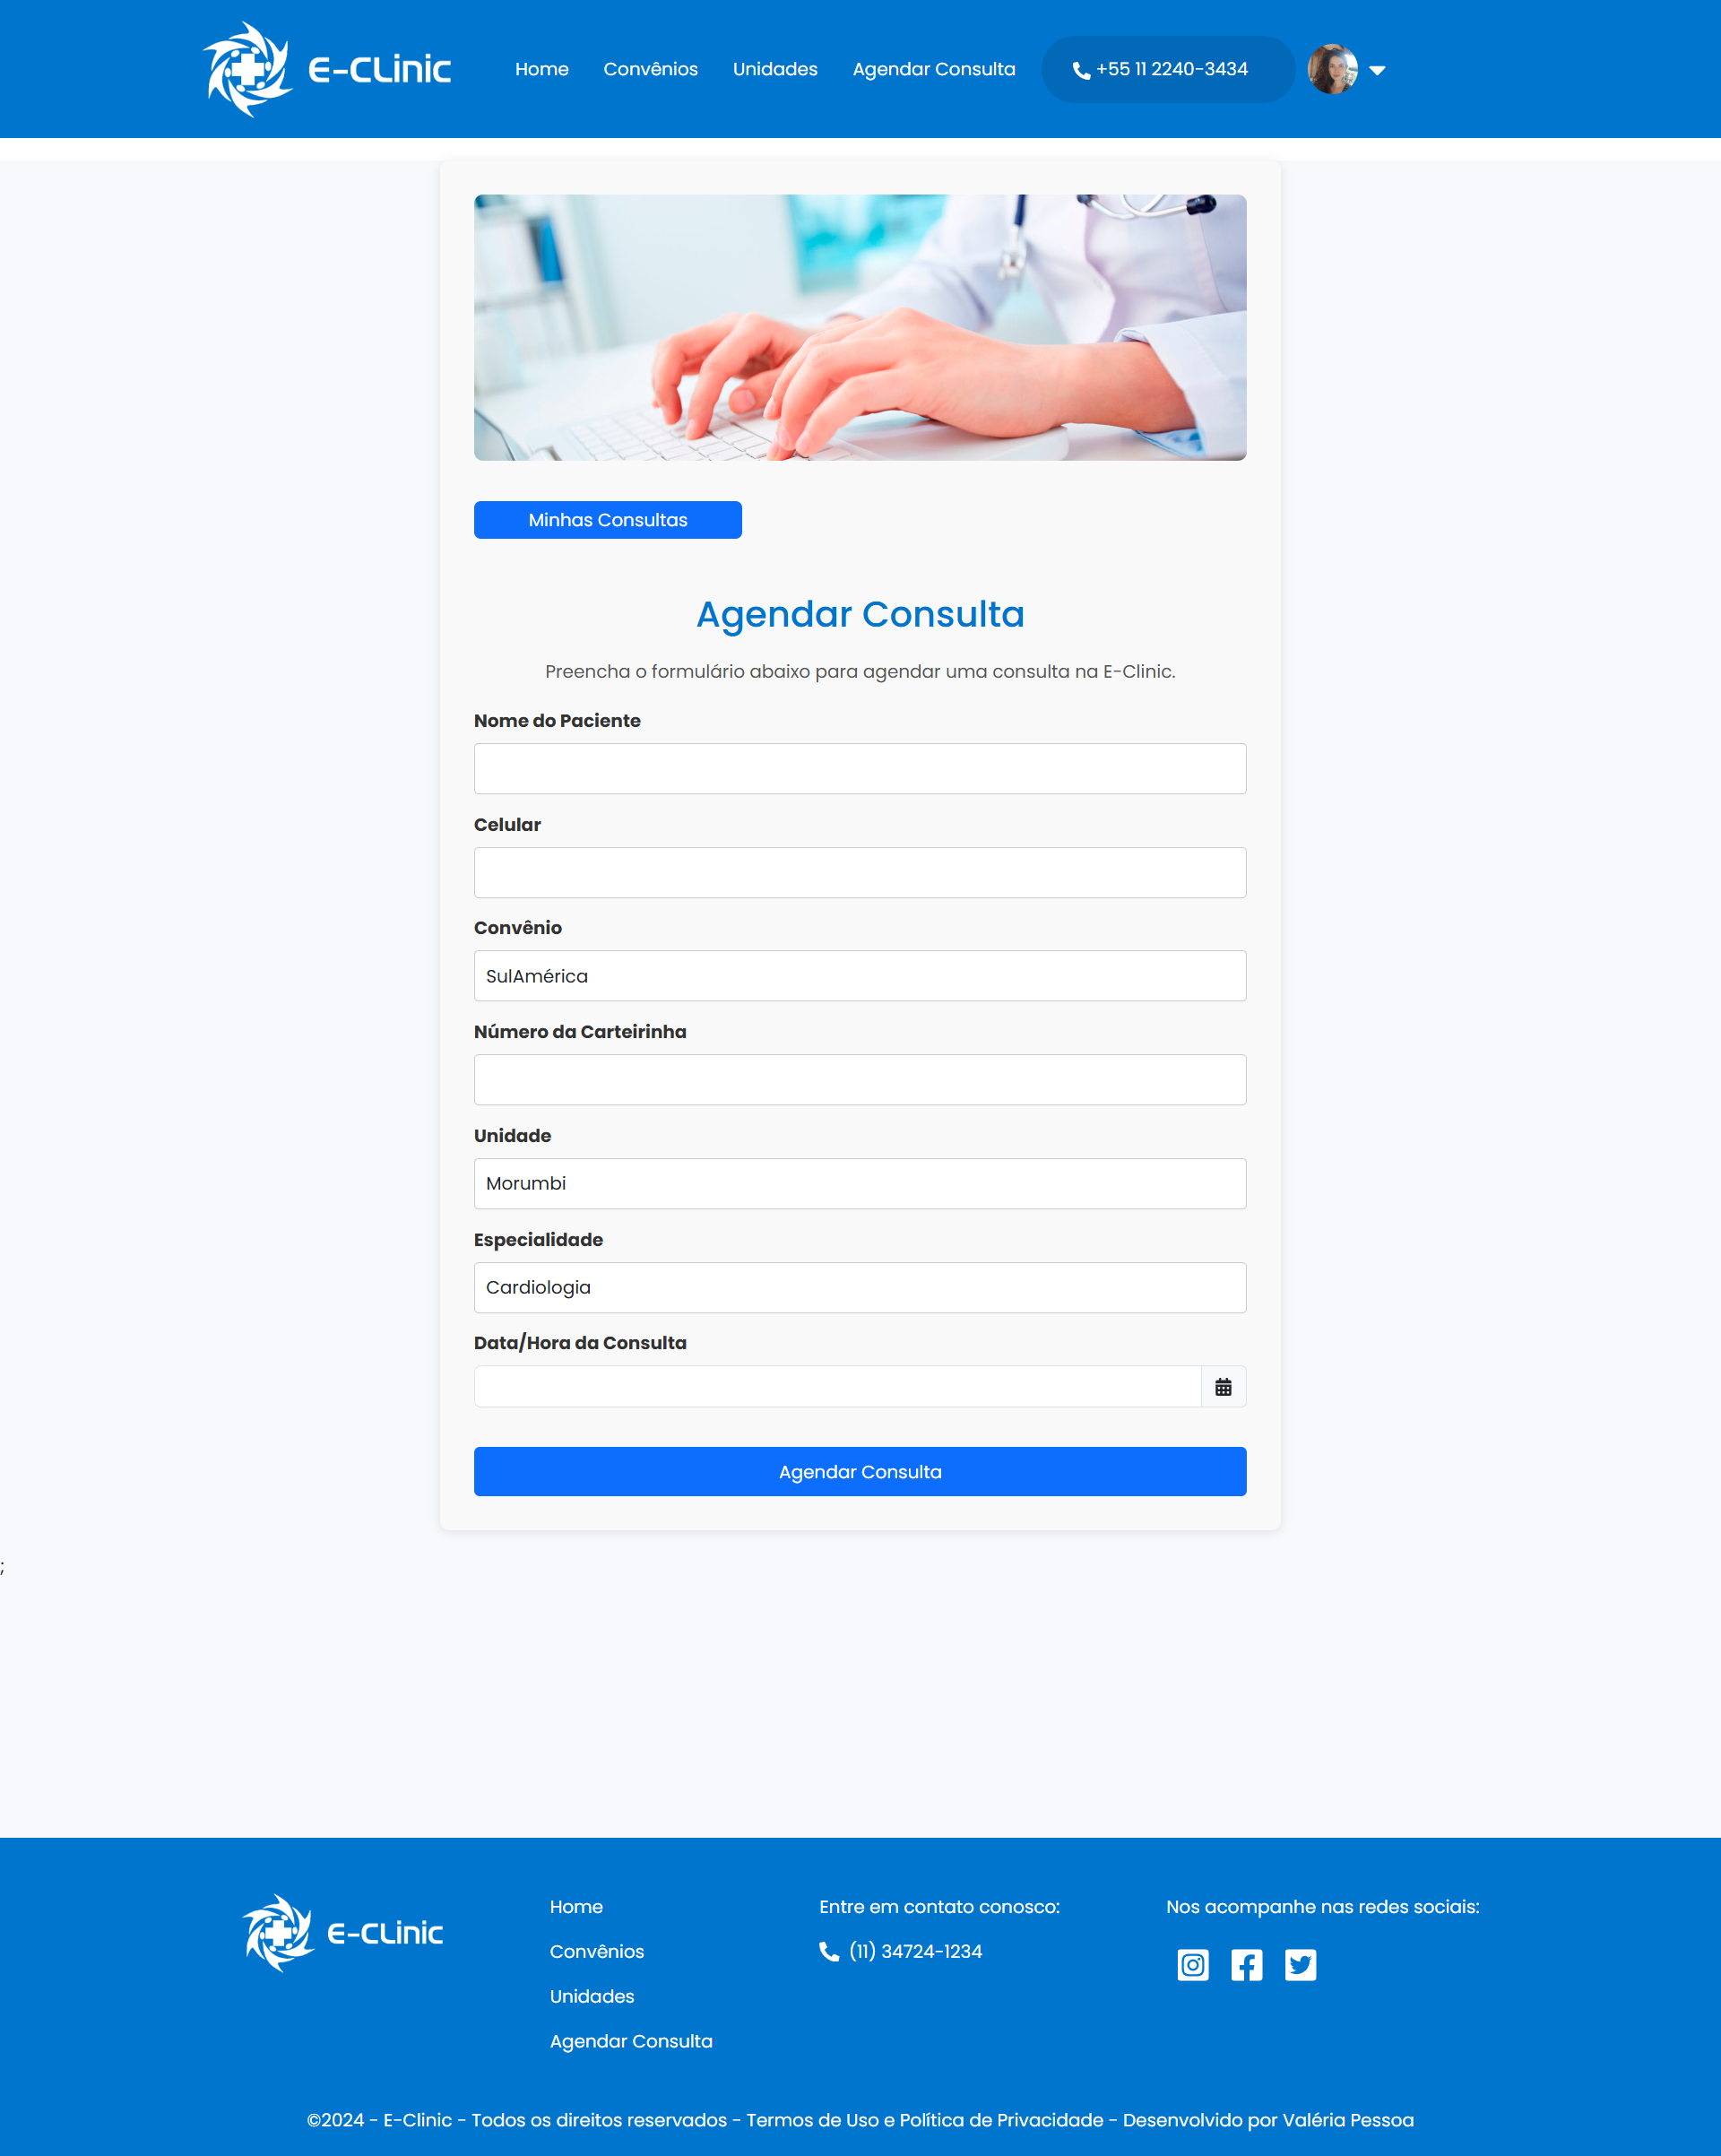 E-CLINIC
Home
Convênios
Unidades
Agendar Consulta
+55 11 2240-3434
Minhas Consultas
Agendar Consulta
Preencha o formulário abaixo para agendar uma consulta na E-Clinic.
Nome do Paciente
Celular
Convênio
SulAmérica
Número da Carteirinha
Unidade
Morumbi
Especialidade
Cardiologia
Data/Hora da Consulta
Agendar Consulta
;
E-CLINIC
Home
Convênios
Unidades
Agendar Consulta
Entre em contato conosco:
(11) 34724-1234
Nos acompanhe nas redes sociais:
©2024 - E-Clinic - Todos os direitos reservados - Termos de Uso e Política de Privacidade - Desenvolvido por Valéria Pessoa